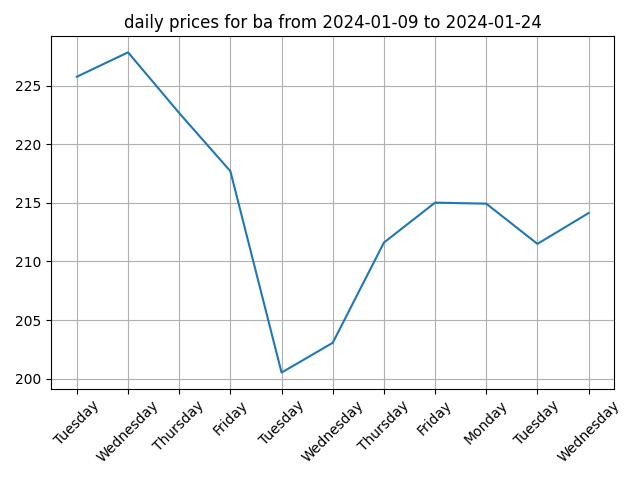 daily prices for ba from 2024-01-09 to 2024-01-24
225
220
215
210
205
200
Tuesday
Wednesday
Thursday
Friday
Tuesday
Wednesday
Thursday
Friday
Monday
Tuesday
Wednesday